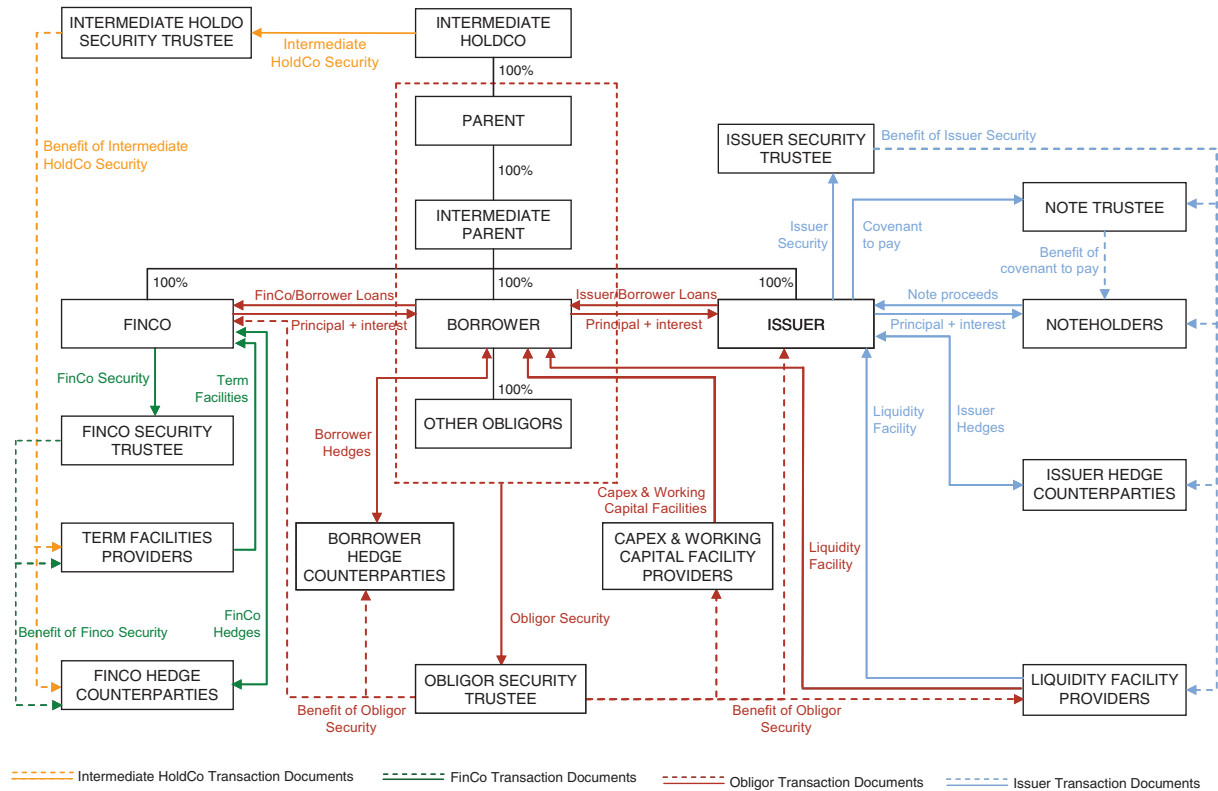 INTERMEDIATE HOLDO
SECURITY TRUSTEE
Intermediate
HoldCo Security
INTERMEDIATE
HOLDCO
100%
PARENT
Benefit of Intermediate
HoldCo Security
ISSUER SECURITY
TRUSTEE
Benefit of Issuer Security
INTERMEDIATE
PARENT
Issuer
Security
Covenant
to pay
NOTE TRUSTEE
Benefit of
covenant to pay
100%
100%
100%
FINCO
FinCo/Borrower Loans
Principal + interest
BORROWER
Issuer/Borrower Loans
Principal + interest
ISSUER
Note proceeds
Principal + interest
NOTEHOLDERS
FinCo Security
Term
Facilities
100%
OTHER OBLIGORS
FINCO SECURITY
TRUSTEE
Borrower
Hedges
Liquidity
Facility
Issuer
Hedges
ISSUER HEDGE
COUNTERPARTIES
Capex & Working
Capital Facilities
TERM FACILITIES
PROVIDERS
BORROWER
HEDGE
COUNTERPARTIES
CAPEX & WORKING
CAPITAL FACILITY
PROVIDERS
Liquidity
Facility
Benefit of Finco Security
FinCo
Hedges
Obligor Security
FINCO HEDGE
COUNTERPARTIES
OBLIGOR SECURITY
TRUSTEE
LIQUIDITY FACILITY
PROVIDERS
Benefit of Obligor
Security
Benefit of Obligor
Security
Intermediate HoldCo Transaction Documents
FinCo Transaction Documents
Obligor Transaction Documents
Issuer Transaction Documents